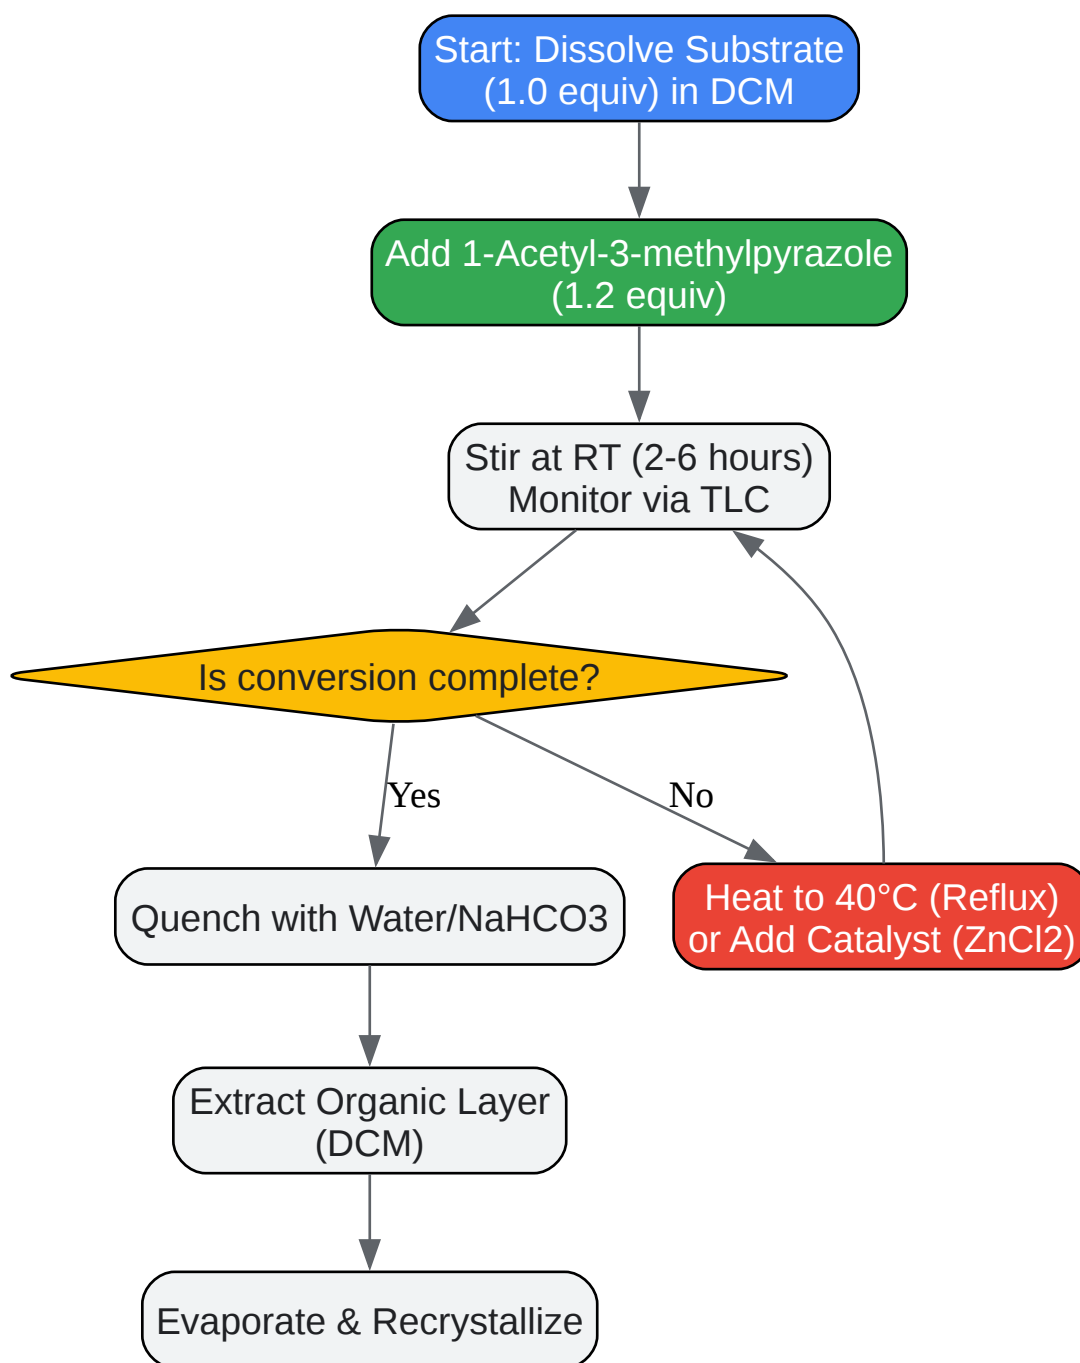 Start: Dissolve Substrate
(1.0 equiv) in DCM
Add 1-Acetyl-3-methylpyrazole
(1.2 equiv)
Stir at RT (2-6 hours)
Monitor via TLC
Is conversion complete?
Yes
No
Quench with Water/NaHCO3
Heat to 40°C (Reflux)
or Add Catalyst (ZnCl2)
Extract Organic Layer
(DCM)
Evaporate & Recrystallize